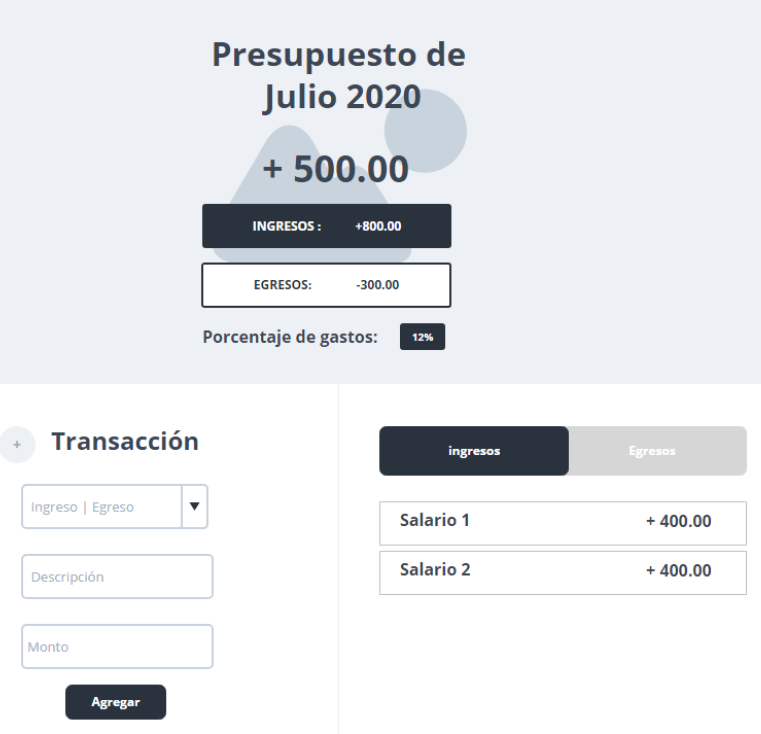 Presupuesto de
Julio 2020
+ 500.00
INGRESOS : +800.00
EGRESOS: -300.00
Porcentaje de gastos: 12%
+ Transacción
Ingreso | Egreso
Descripción
Monto
Agregar
ingresos Egresos
Salario 1 + 400.00
Salario 2 + 400.00